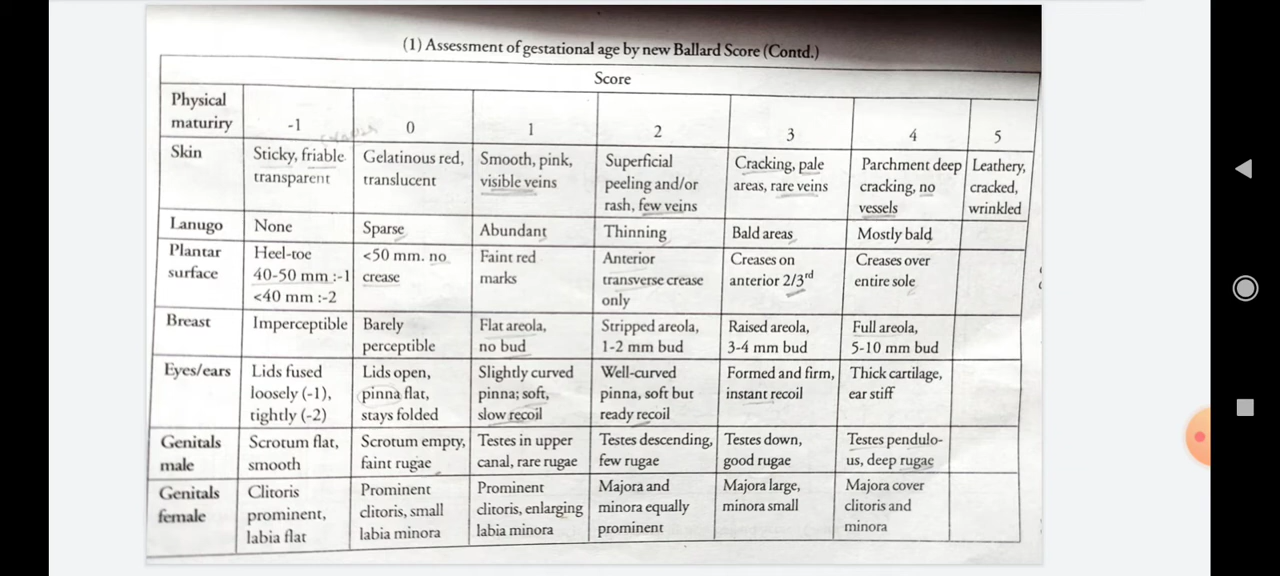 (1) Assessment of gestational age by new Ballard Score (Contd.)
Score
Physical maturiry -1 0 1 2 3 4 5
Skin
Sticky, friable
transparent
Gelatinous red,
translucent
Smooth, pink,
visible veins
Superficial
peeling and/or
rash, few veins
Cracking, pale
areas, rare veins
Parchment deep
cracking, no
vessels
Leathery,
cracked,
wrinkled
Lanugo
None
Sparse
Abundant
Thinning
Bald areas
Mostly bald
Plantar
surface
Heel-toe
40-50 mm :-1
<40 mm :-2
<50 mm. no
crease
Faint red
marks
Anterior
transverse crease
only
Creases on
anterior 2/3rd
Creases over
entire sole
Breast
Imperceptible
Barely
perceptible
Flat areola,
no bud
Stripped areola,
1-2 mm bud
Raised areola,
3-4 mm bud
Full areola,
5-10 mm bud
Eyes/ears
Lids fused
loosely (-1),
tightly (-2)
Lids open,
pinna flat,
stays folded
Slightly curved
pinna; soft,
slow recoil
Well-curved
pinna, soft but
ready recoil
Formed and firm,
instant recoil
Thick cartilage,
ear stiff
Genitals
male
Scrotum flat,
smooth
Scrotum empty,
faint rugae
Testes in upper
canal, rare rugae
Testes descending,
few rugae
Testes down,
good rugae
Testes pendulo-
us, deep rugae
Genitals
female
Clitoris
prominent,
labia flat
Prominent
clitoris, small
labia minora
Prominent
clitoris, enlarging
labia minora
Majora and
minora equally
prominent
Majora large,
minora small
Majora cover
clitoris and
minora